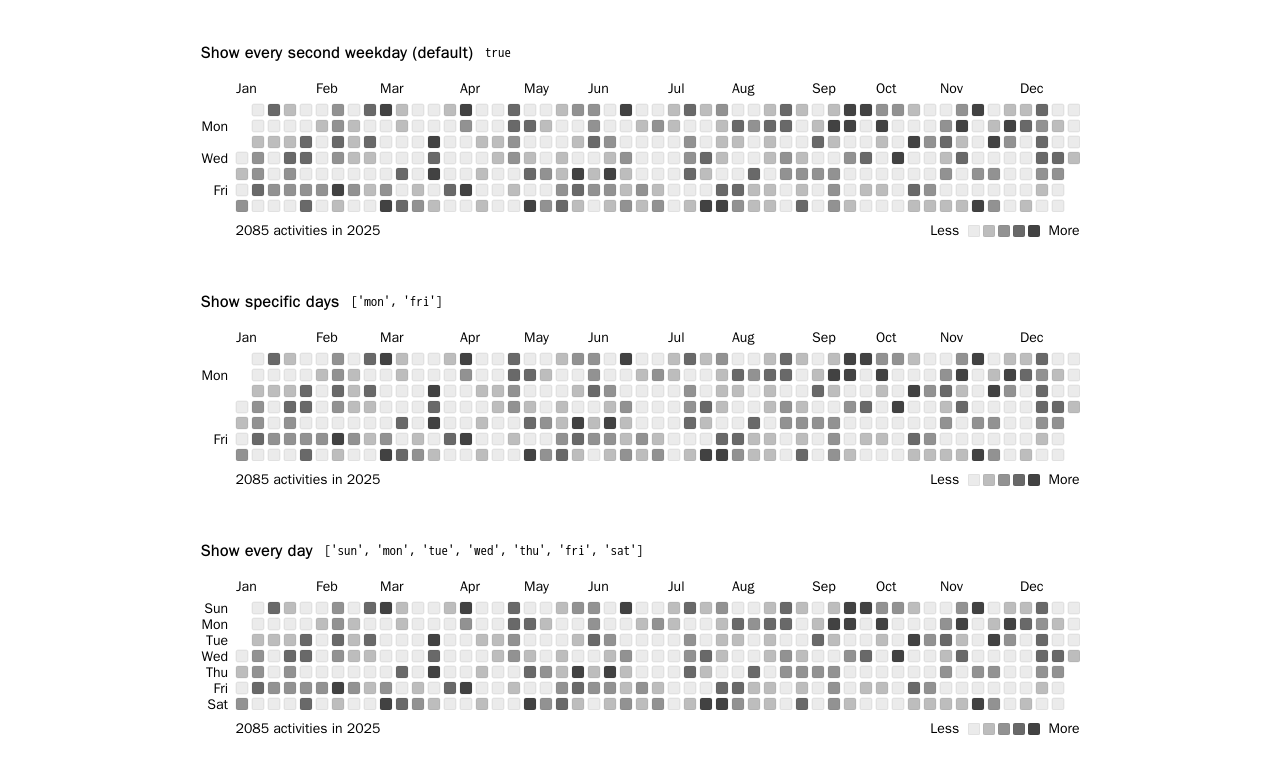 Show every second weekday (default) true
Jan Feb Mar Apr May Jun Jul Aug Sep Oct Nov Dec
Mon
Wed
Fri
2085 activities in 2025 Less More
Show specific days ['mon', 'fri']
Jan Feb Mar Apr May Jun Jul Aug Sep Oct Nov Dec
Mon
Fri
2085 activities in 2025 Less More
Show every day ['sun', 'mon', 'tue', 'wed', 'thu', 'fri', 'sat']
Jan Feb Mar Apr May Jun Jul Aug Sep Oct Nov Dec
Sun
Mon
Tue
Wed
Thu
Fri
Sat
2085 activities in 2025 Less More